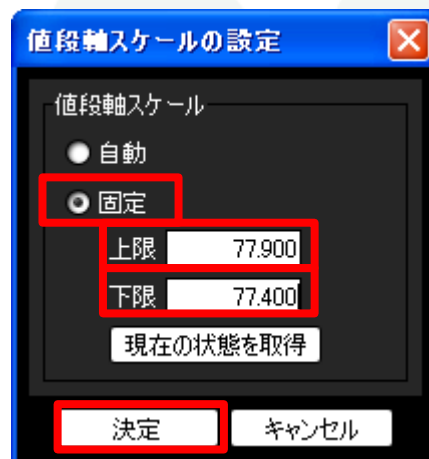 値段軸スケールの設定
値段軸スケール
自動
固定
上限 77.900
下限 77.400
現在の状態を取得
決定 キャンセル